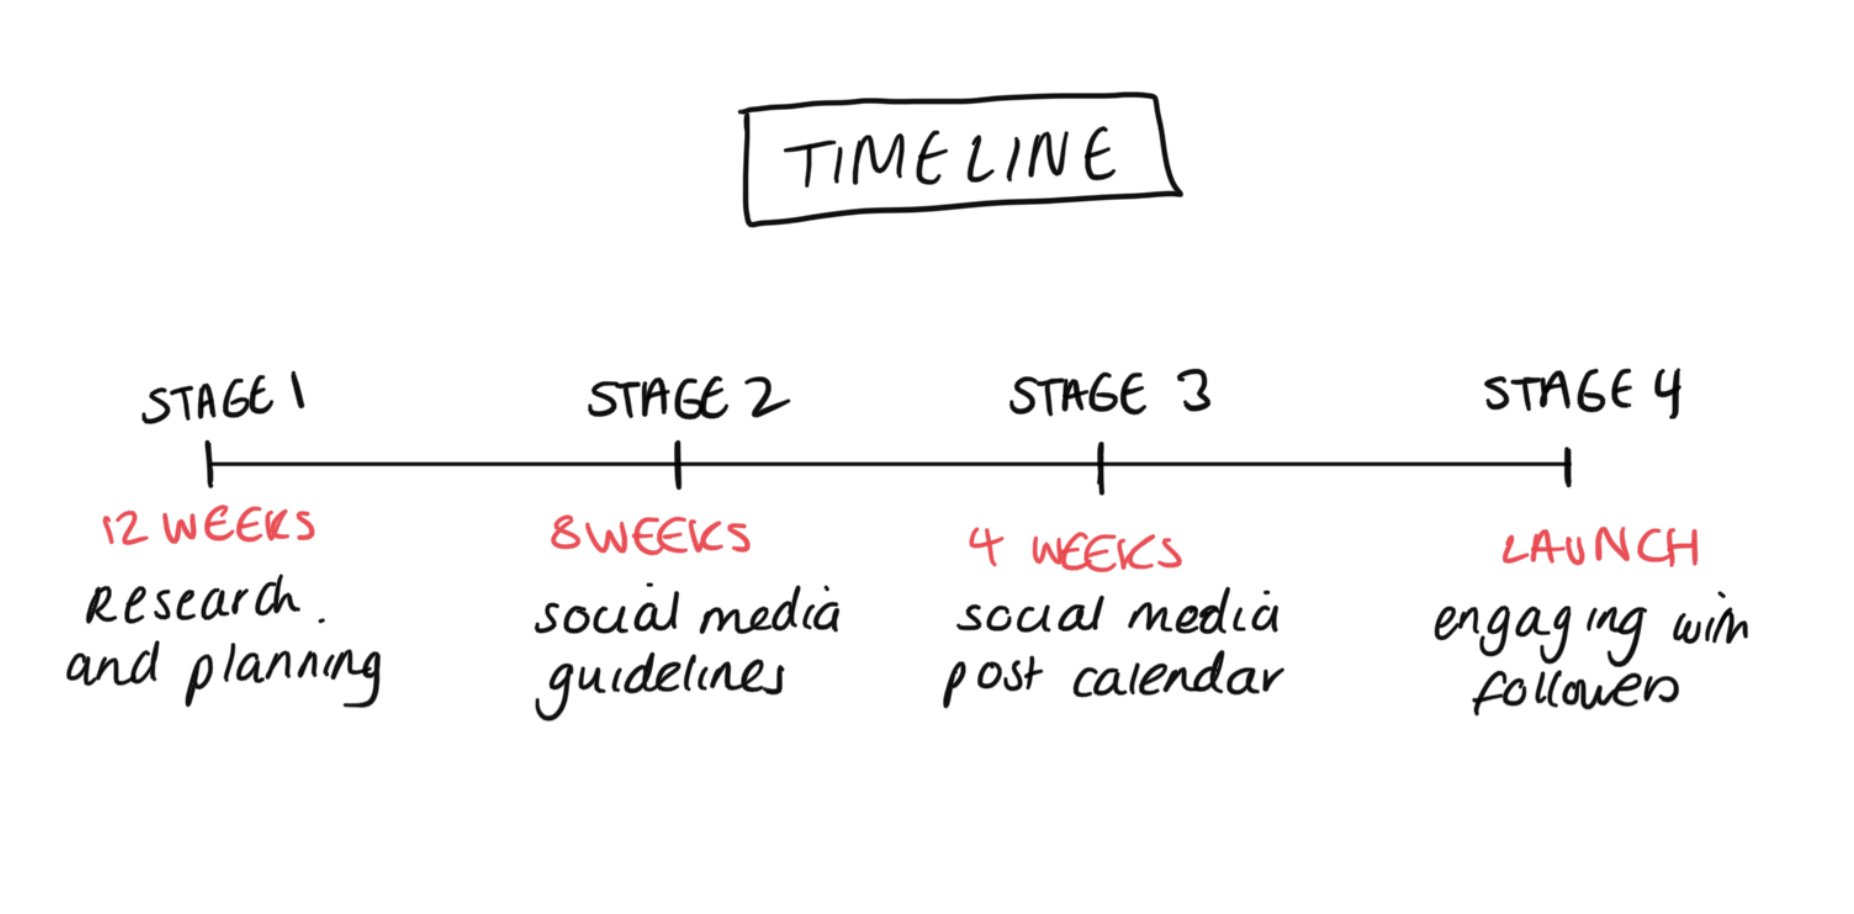 TIMELINE
STAGE 1
12 WEEKS
Research.
and planning
STAGE 2
8 WEEKS
social media
guidelines
STAGE 3
4 WEEKS
social media
post calendar
STAGE 4
LAUNCH
engaging with
followers